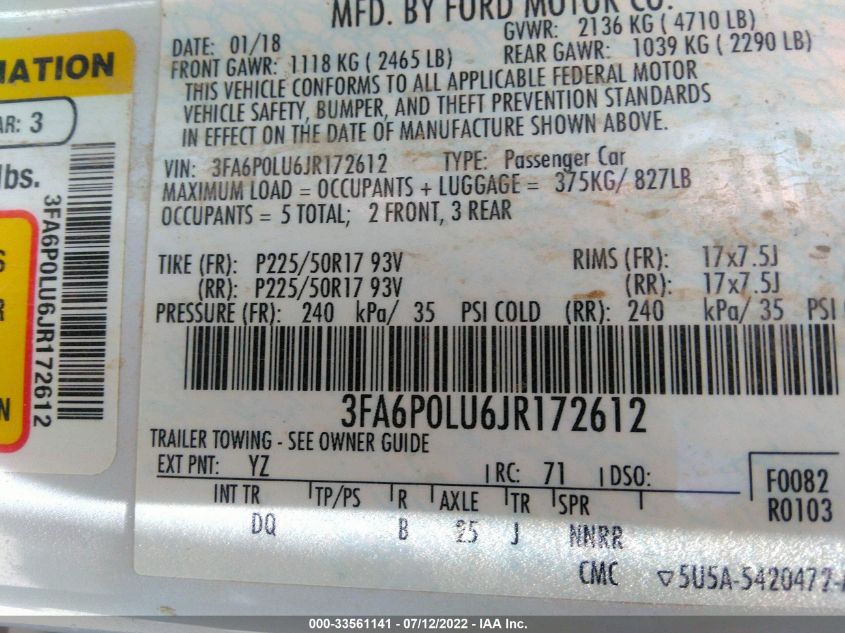 MFD. BY FORD MOTOR CO.
DATE: 01/18 GVWR: 2136 KG ( 4710 LB)
FRONT GAWR: 1118 KG ( 2465 LB) REAR GAWR: 1039 KG ( 2290 LB)
THIS VEHICLE CONFORMS TO ALL APPLICABLE FEDERAL MOTOR
VEHICLE SAFETY, BUMPER, AND THEFT PREVENTION STANDARDS
IN EFFECT ON THE DATE OF MANUFACTURE SHOWN ABOVE.
VIN: 3FA6P0LU6JR172612 TYPE: Passenger Car
MAXIMUM LOAD = OCCUPANTS + LUGGAGE = 375KG/ 827LB
OCCUPANTS = 5 TOTAL; 2 FRONT, 3 REAR
TIKE (FR): P225/50R17 93V RIMS (FR): 17x7.5J
(RR): P225/50R17 93V (RR): 17x7.5J
PRESSURE (FR): 240 kPa/ 35 PSI COLD (RR): 240 kPa/ 35 PSI
3FA6P0LU6JR172612
TRAILER TOWING - SEE OWNER GUIDE
EXT PNT: YZ RC: 71 DSO:
INT TR TP/PS R AXLE TR SPR
DQ B 25 J NNRR
F0082
R0103
CMC ▽5U5A-5420472-
MATION
AR: 3
lbs.
3FA6P0LU6JR172612
S
R
N
000-33561141 - 07/12/2022 - IAA Inc.